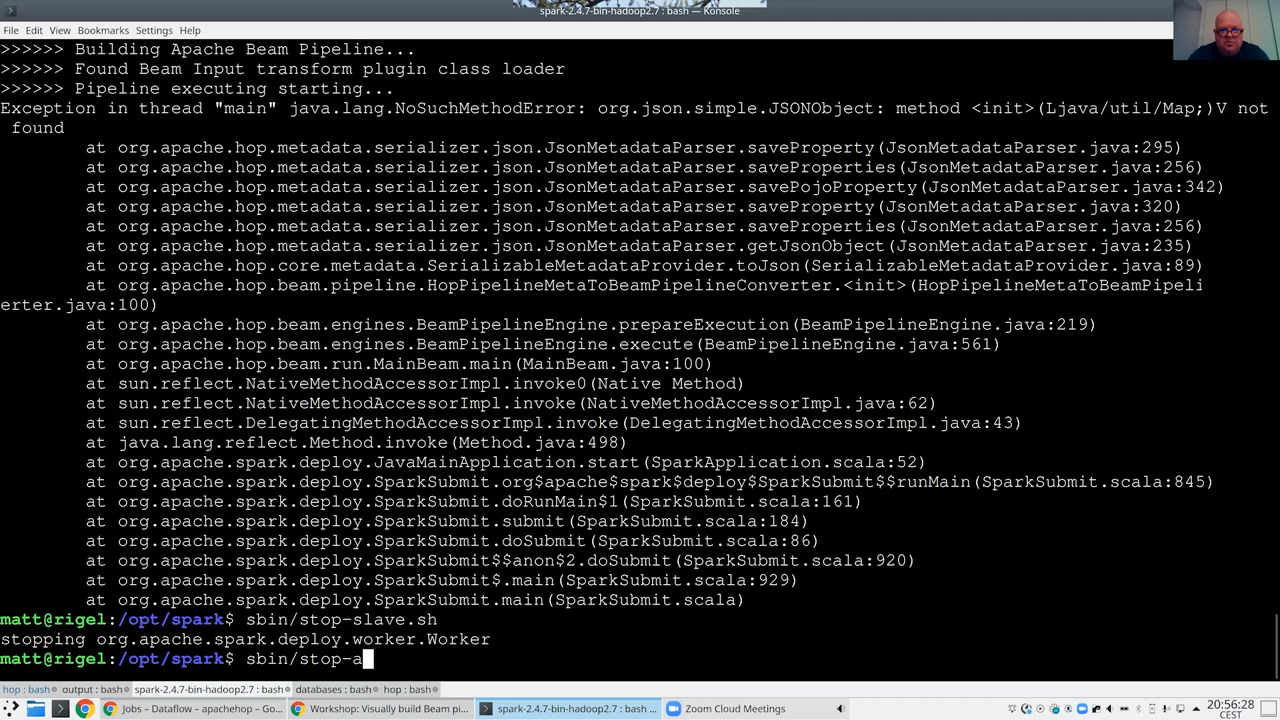 spark-2.4.7-bin-hadoop2.7 : bash — Konsole
File Edit View Bookmarks Settings Help
>>>>>> Building Apache Beam Pipeline...
>>>>>> Found Beam Input transform plugin class loader
>>>>>> Pipeline executing starting...
Exception in thread "main" java.lang.NoSuchMethodError: org.json.simple.JSONObject: method <init>(Ljava/util/Map;)V not
found
at org.apache.hop.metadata.serializer.json.JsonMetadataParser.saveProperty(JsonMetadataParser.java:295)
at org.apache.hop.metadata.serializer.json.JsonMetadataParser.saveProperties(JsonMetadataParser.java:256)
at org.apache.hop.metadata.serializer.json.JsonMetadataParser.savePojoProperty(JsonMetadataParser.java:342)
at org.apache.hop.metadata.serializer.json.JsonMetadataParser.saveProperty(JsonMetadataParser.java:320)
at org.apache.hop.metadata.serializer.json.JsonMetadataParser.saveProperties(JsonMetadataParser.java:256)
at org.apache.hop.metadata.serializer.json.JsonMetadataParser.getJsonObject(JsonMetadataParser.java:235)
at org.apache.hop.core.metadata.SerializableMetadataProvider.toJson(SerializableMetadataProvider.java:89)
at org.apache.hop.beam.pipeline.HopPipelineMetaToBeamPipelineConverter.<init>(HopPipelineMetaToBeamPipeli
erter.java:100)
at org.apache.hop.beam.engines.BeamPipelineEngine.prepareExecution(BeamPipelineEngine.java:219)
at org.apache.hop.beam.engines.BeamPipelineEngine.execute(BeamPipelineEngine.java:561)
at org.apache.hop.beam.run.MainBeam.main(MainBeam.java:100)
at sun.reflect.NativeMethodAccessorImpl.invoke0(Native Method)
at sun.reflect.NativeMethodAccessorImpl.invoke(NativeMethodAccessorImpl.java:62)
at sun.reflect.DelegatingMethodAccessorImpl.invoke(DelegatingMethodAccessorImpl.java:43)
at java.lang.reflect.Method.invoke(Method.java:498)
at org.apache.spark.deploy.JavaMainApplication.start(SparkApplication.scala:52)
at org.apache.spark.deploy.SparkSubmit.org$apache$spark$deploy$SparkSubmit$$runMain(SparkSubmit.scala:845)
at org.apache.spark.deploy.SparkSubmit.doRunMain$1(SparkSubmit.scala:161)
at org.apache.spark.deploy.SparkSubmit.submit(SparkSubmit.scala:184)
at org.apache.spark.deploy.SparkSubmit.doSubmit(SparkSubmit.scala:86)
at org.apache.spark.deploy.SparkSubmit$$anon$2.doSubmit(SparkSubmit.scala:920)
at org.apache.spark.deploy.SparkSubmit$.main(SparkSubmit.scala:929)
at org.apache.spark.deploy.SparkSubmit.main(SparkSubmit.scala)
matt@rigel:/opt/spark$ sbin/stop-slave.sh
stopping org.apache.spark.deploy.worker.Worker
matt@rigel:/opt/spark$ sbin/stop-a
hop : bash output : bash spark-2.4.7-bin-hadoop2.7 : bash databases : bash hop : bash
Jobs – Dataflow – apachehop – Go... Workshop: Visually build Beam pi... spark-2.4.7-bin-hadoop2.7 : bash ... Zoom Cloud Meetings 20:56:28
CEST